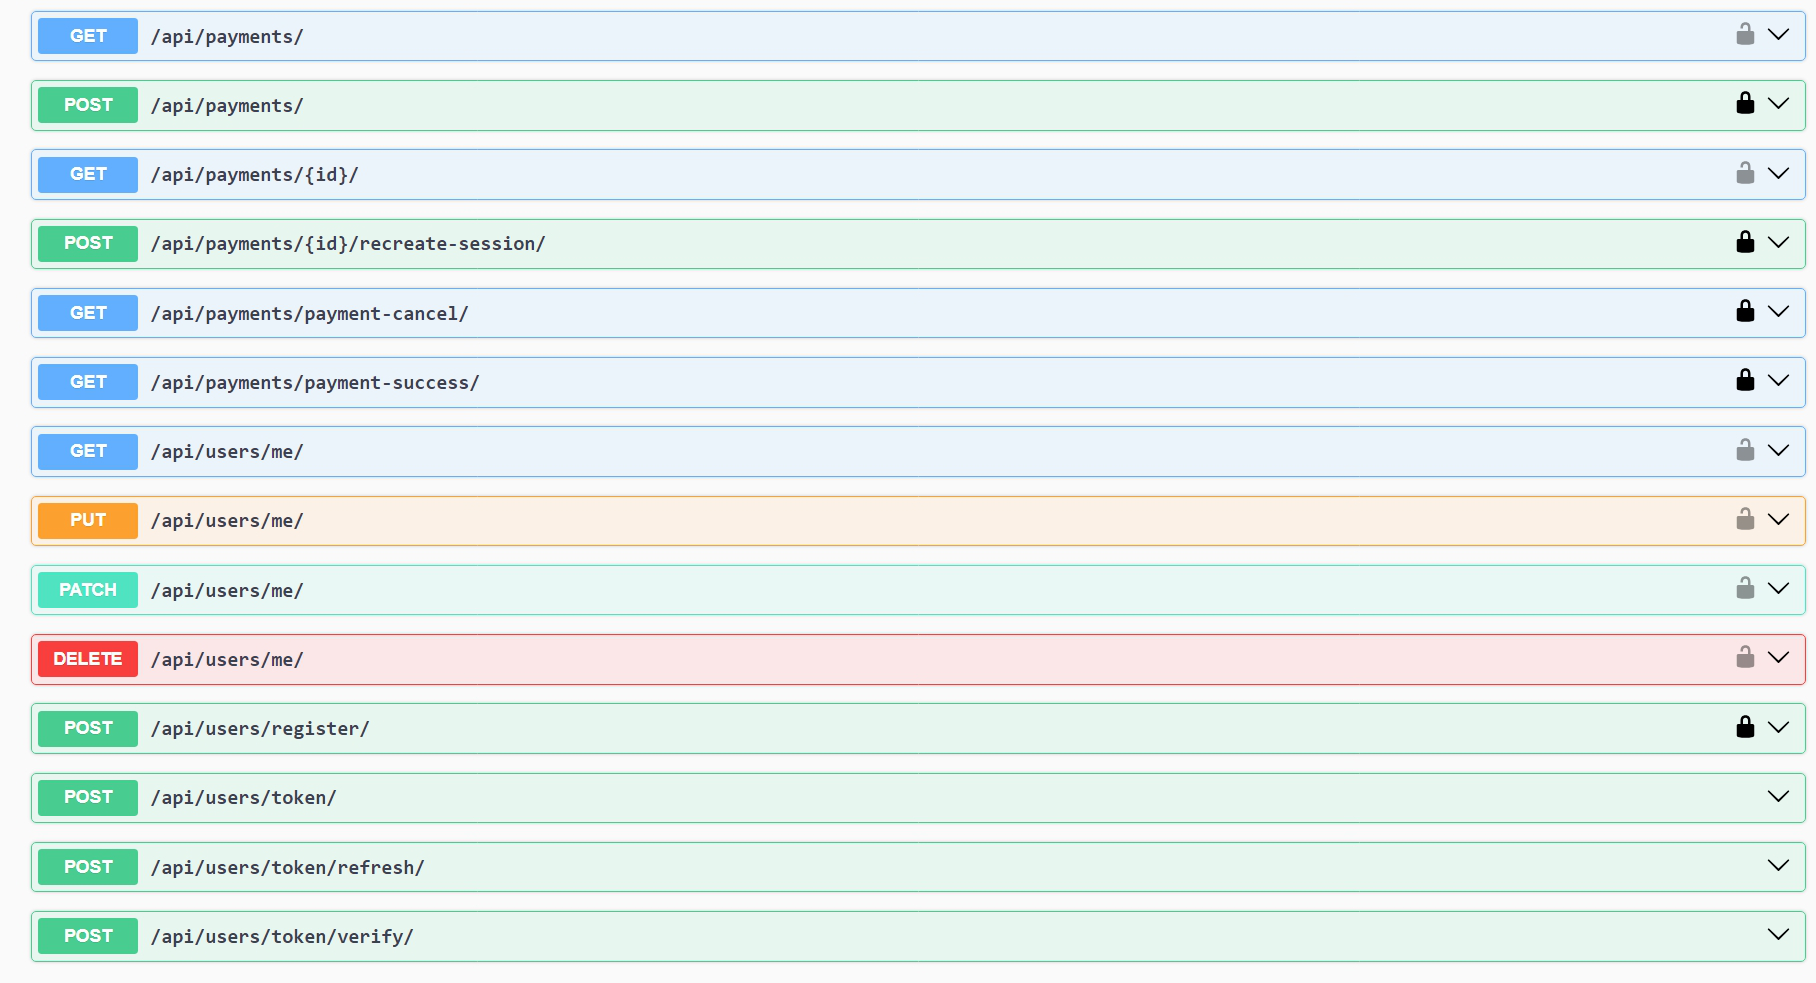 GET /api/payments/
POST /api/payments/
GET /api/payments/{id}/
POST /api/payments/{id}/recreate-session/
GET /api/payments/payment-cancel/
GET /api/payments/payment-success/
GET /api/users/me/
PUT /api/users/me/
PATCH /api/users/me/
DELETE /api/users/me/
POST /api/users/register/
POST /api/users/token/
POST /api/users/token/refresh/
POST /api/users/token/verify/